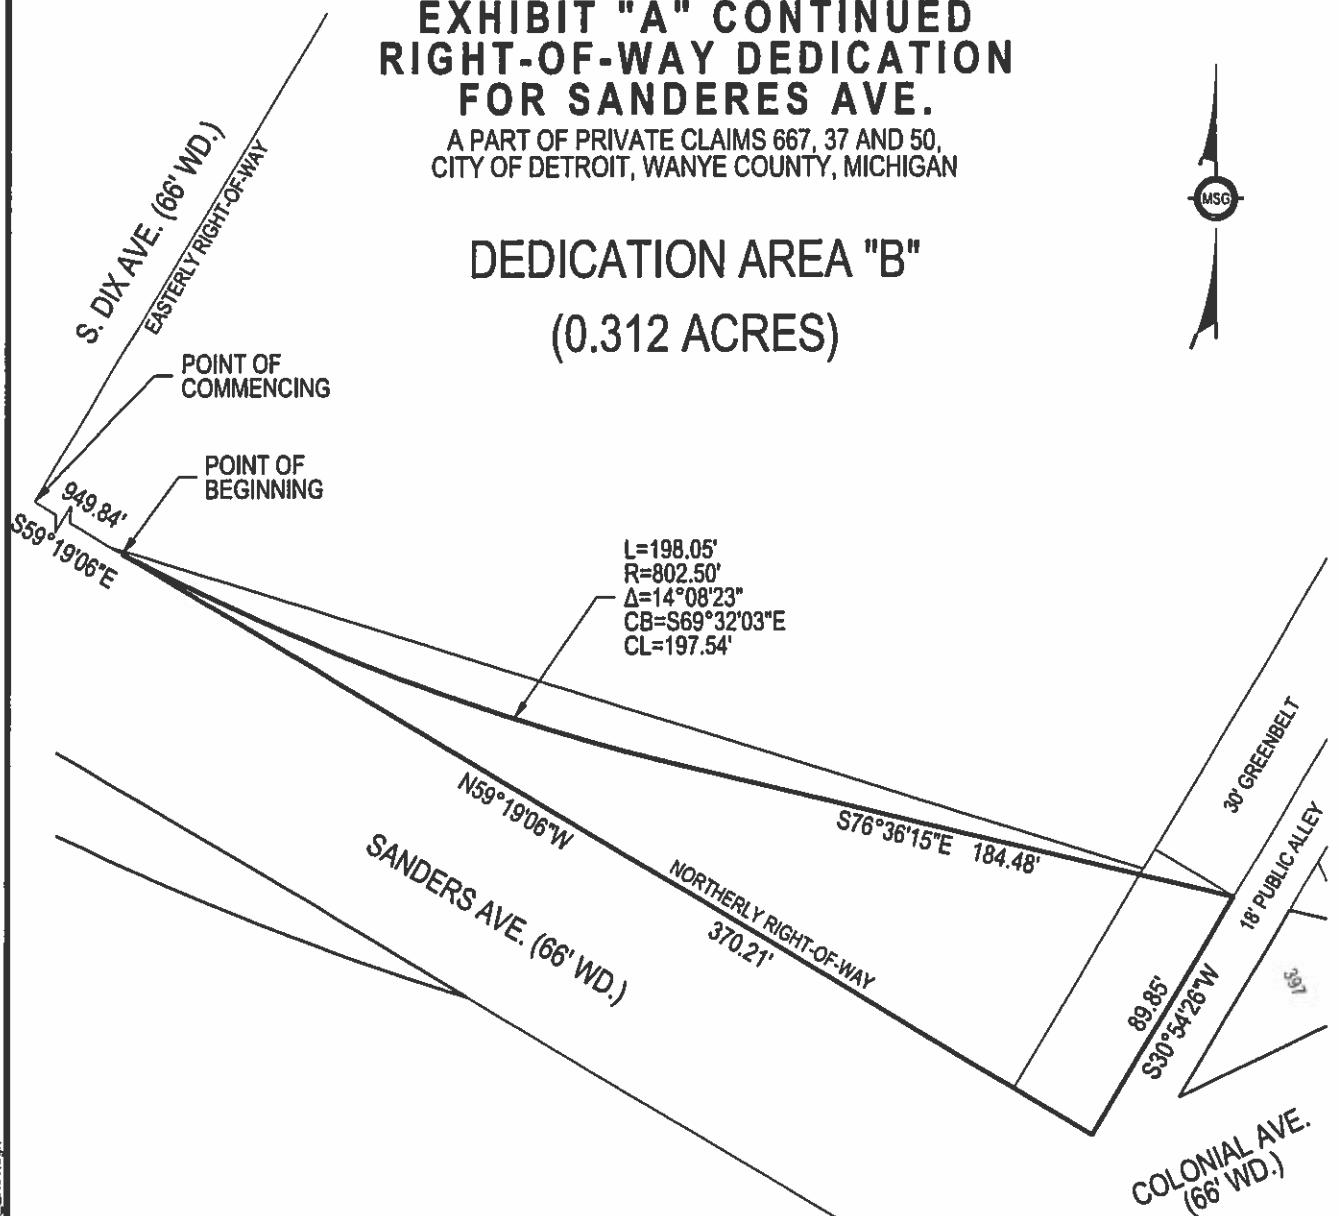 EXHIBIT "A" CONTINUED
RIGHT-OF-WAY DEDICATION
FOR SANDERES AVE.
A PART OF PRIVATE CLAIMS 667, 37 AND 50,
CITY OF DETROIT, WANYE COUNTY, MICHIGAN
DEDICATION AREA "B"
(0.312 ACRES)
MSG
S. DIX AVE. (66' WD.)
EASTERLY RIGHT-OF-WAY
POINT OF
COMMENCING
POINT OF
BEGINNING
949.84'
S59°19'06"E
L=198.05'
R=802.50'
Δ=14°08'23"
CB=S69°32'03"E
CL=197.54'
N59°19'06"W
S76°36'15"E 184.48'
NORTHERLY RIGHT-OF-WAY
370.21'
SANDERS AVE. (66' WD.)
30' GREENBELT
18' PUBLIC ALLEY
89.85'
S30°54'26"W
397
COLONIAL AVE.
(66' WD.)